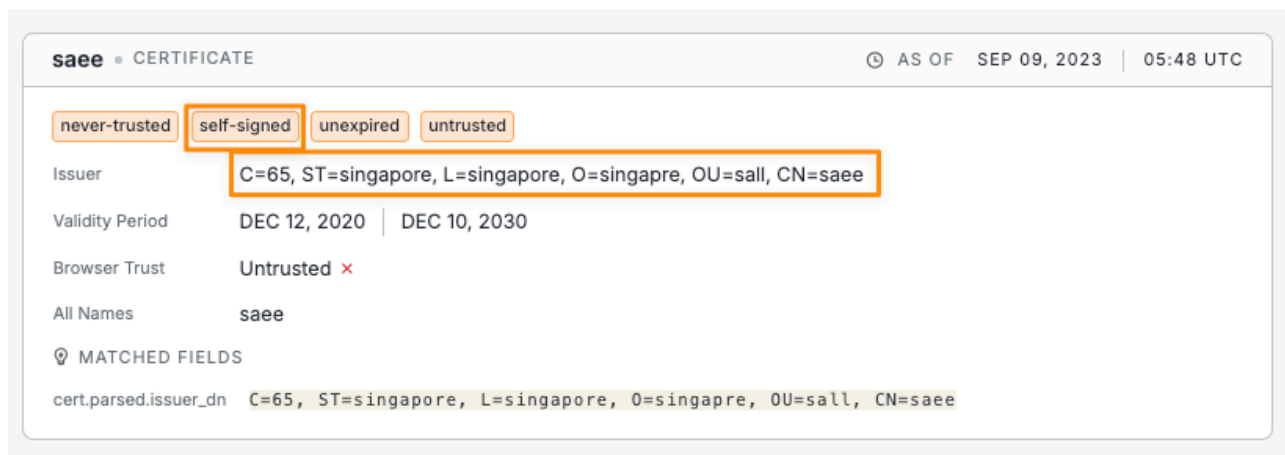 saee • CERTIFICATE AS OF SEP 09, 2023 | 05:48 UTC
never-trusted self-signed unexpired untrusted
Issuer C=65, ST=singapore, L=singapore, O=singapre, OU=sall, CN=saee
Validity Period DEC 12, 2020 | DEC 10, 2030
Browser Trust Untrusted ×
All Names saee
MATCHED FIELDS
cert.parsed.issuer_dn C=65, ST=singapore, L=singapore, O=singapre, OU=sall, CN=saee